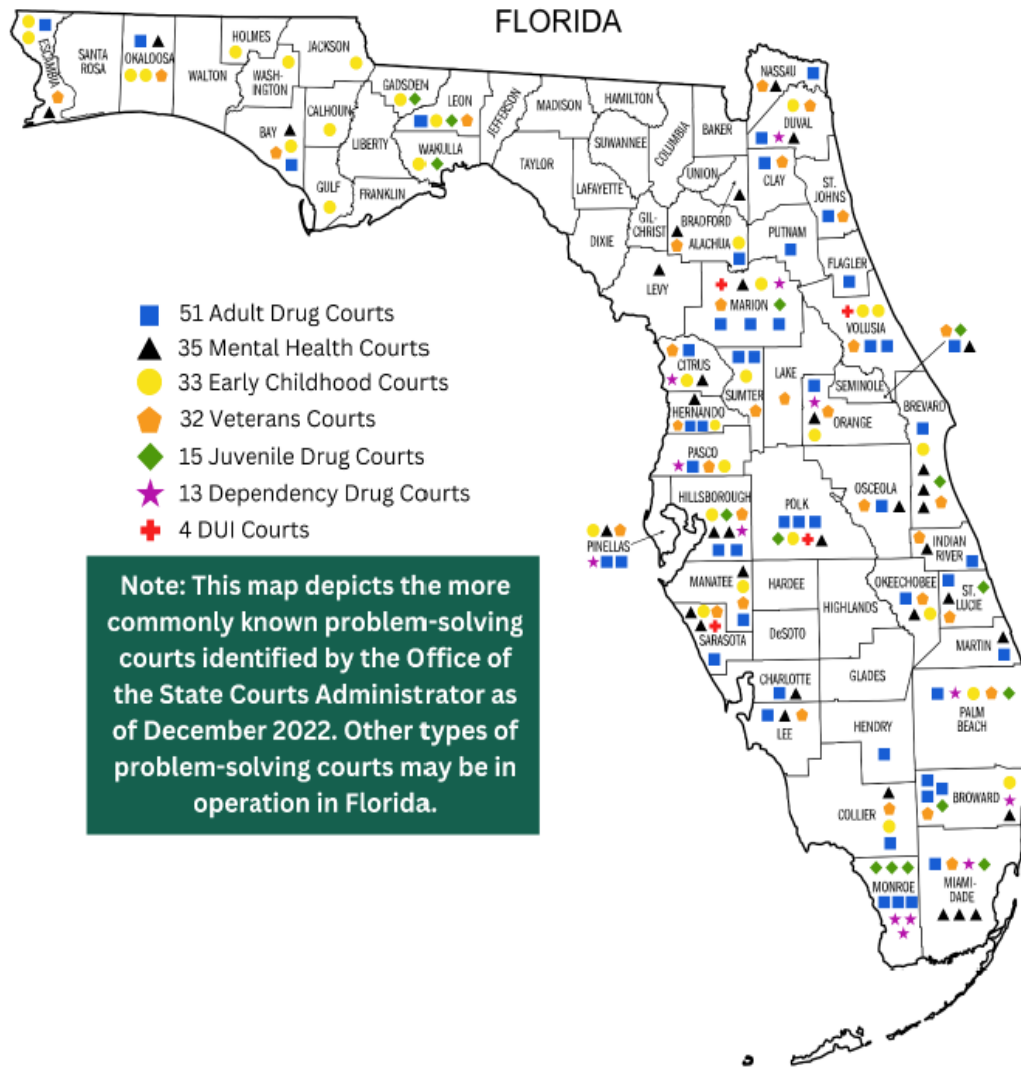 FLORIDA
ESCAMBIA
SANTA
ROSA
OKALOOSA
WALTON
HOLMES
WASH-
INGTON
JACKSON
BAY
CALHOUN
GULF
GADSDEN
LIBERTY
LEON
WAKULLA
FRANKLIN
JEFFERSON
MADISON
TAYLOR
HAMILTON
SUWANNEE
LAFAYETTE
DIXIE
COLUMBIA
GIL-
CHRIST
BAKER
UNION
BRADFORD
ALACHUA
LEVY
NASSAU
DUVAL
CLAY
ST.
JOHNS
PUTNAM
FLAGLER
MARION
VOLUSIA
CITRUS
SUMTER
LAKE
SEMINOLE
ORANGE
BREVARD
HERNANDO
PASCO
HILLSBOROUGH
PINELLAS
POLK
OSCEOLA
INDIAN
RIVER
MANATEE
HARDEE
HIGHLANDS
OKEECHOBEE
ST.
LUCIE
SARASOTA
DeSOTO
MARTIN
CHARLOTTE
GLADES
LEE
HENDRY
PALM
BEACH
COLLIER
BROWARD
MONROE
MIAMI-
DADE
51 Adult Drug Courts
35 Mental Health Courts
33 Early Childhood Courts
32 Veterans Courts
15 Juvenile Drug Courts
13 Dependency Drug Courts
4 DUI Courts
Note: This map depicts the more
commonly known problem-solving
courts identified by the Office of
the State Courts Administrator as
of December 2022. Other types of
problem-solving courts may be in
operation in Florida.